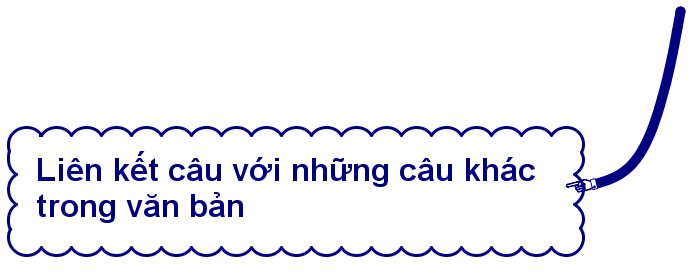 Liên kết câu với những câu khác
trong văn bản